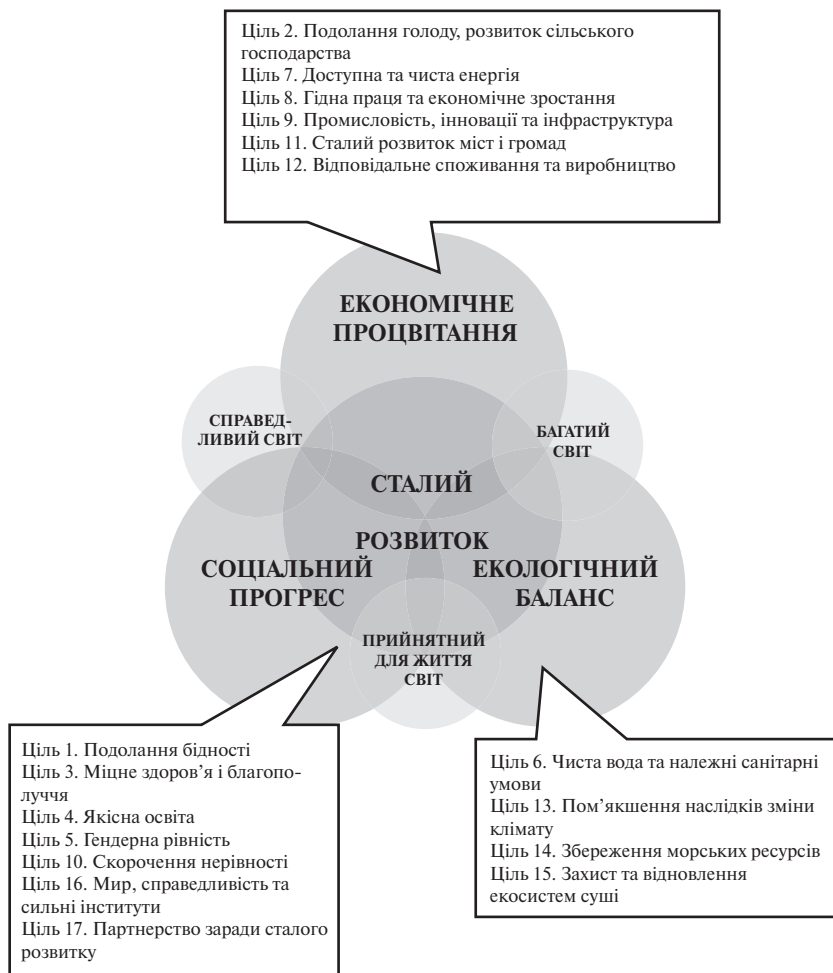 Ціль 2. Подолання голоду, розвиток сільського
господарства
Ціль 7. Доступна та чиста енергія
Ціль 8. Гідна праця та економічне зростання
Ціль 9. Промисловість, інновації та інфраструктура
Ціль 11. Сталий розвиток міст і громад
Ціль 12. Відповідальне споживання та виробництво
ЕКОНОМІЧНЕ
ПРОЦВІТАННЯ
СПРАВЕД-
ЛИВИЙ СВІТ
БАГАТИЙ
СВІТ
СТАЛИЙ
РОЗВИТОК
СОЦІАЛЬНИЙ
ПРОГРЕС
ЕКОЛОГІЧНИЙ
БАЛАНС
ПРИЙНЯТНИЙ
ДЛЯ ЖИТТЯ
СВІТ
Ціль 1. Подолання бідності
Ціль 3. Міцне здоров’я і благопо-
луччя
Ціль 4. Якісна освіта
Ціль 5. Гендерна рівність
Ціль 10. Скорочення нерівності
Ціль 16. Мир, справедливість та
сильні інститути
Ціль 17. Партнерство заради сталого
розвитку
Ціль 6. Чиста вода та належні санітарні
умови
Ціль 13. Пом’якшення наслідків зміни
клімату
Ціль 14. Збереження морських ресурсів
Ціль 15. Захист та відновлення
екосистем суші